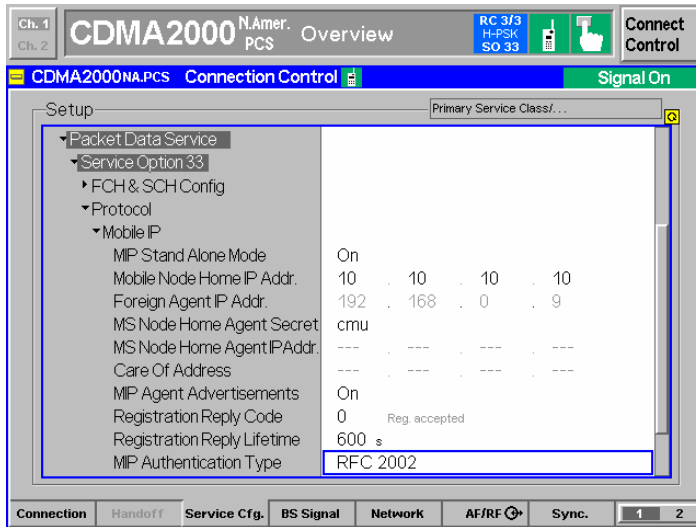 Ch. 1
Ch. 2
CDMA2000 N.Amer. PCS Overview
RC 3/3
H-PSK
SO 33
Connect Control
CDMA2000 NA.PCS Connection Control
Signal On
Setup
Primary Service Class/. . .
Packet Data Service
Service Option 33
FCH & SCH Config
Protocol
Mobile IP
MIP Stand Alone Mode On
Mobile Node Home IP Addr. 10 . 10 . 10 . 10
Foreign Agent IP Addr. 192 . 168 . 0 . 9
MS Node Home Agent Secret cmu
MS Node Home Agent IPAddr. --- . --- . --- . ---
Care Of Address --- . --- . --- . ---
MIP Agent Advertisements On
Registration Reply Code 0 Reg. accepted
Registration Reply Lifetime 600 s
MIP Authentication Type RFC 2002
Connection Handoff Service Cfg. BS Signal Network AF/RF Sync. 1 2